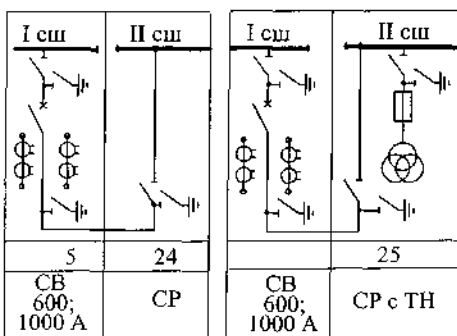 I сш
II сш
I сш
II сш
5
24
25
СВ
600;
1000 А
СР
СВ
600;
1000 А
СР с ТН